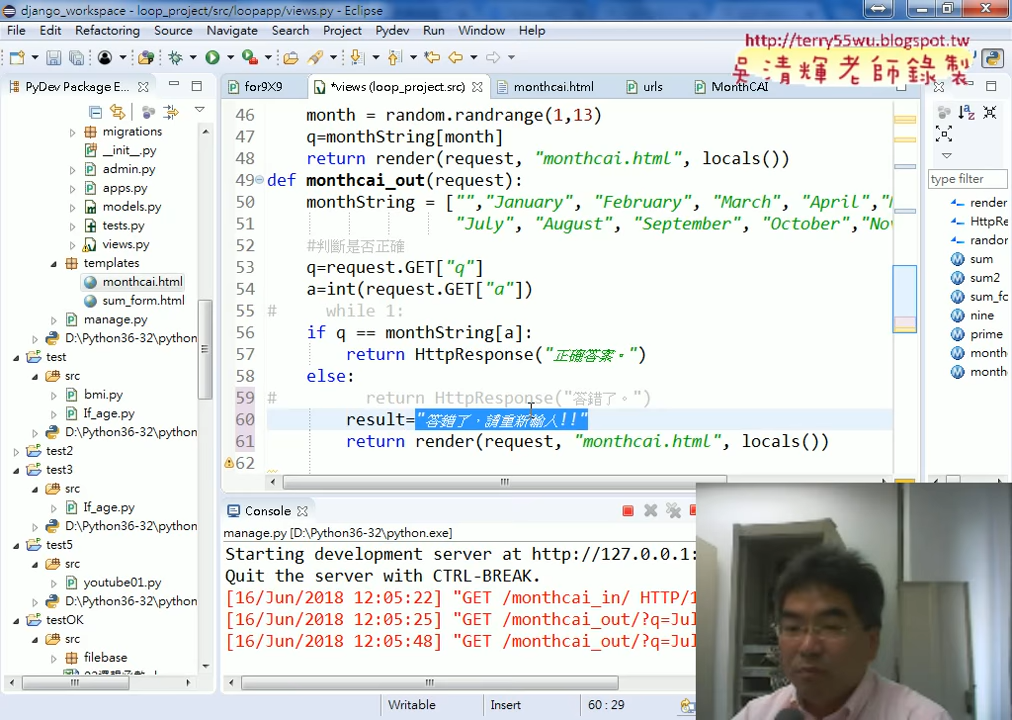 django_workspace - loop_project/src/loopapp/views.py - Eclipse
File Edit Refactoring Source Navigate Search Project Pydev Run Window Help
http://terry55wu.blogspot.tw
吳清輝老師錄製
PyDev Package E...
for9X9
*views (loop_project.src)
monthcai.html
urls
MonthCAI
migrations
__init__.py
admin.py
apps.py
models.py
tests.py
views.py
templates
monthcai.html
sum_form.html
manage.py
D:\Python36-32\python
test
src
bmi.py
If_age.py
D:\Python36-32\python
test2
test3
src
If_age.py
D:\Python36-32\python
test5
src
youtube01.py
D:\Python36-32\python
testOK
src
filebase
46 month = random.randrange(1,13)
47 q=monthString[month]
48 return render(request, "monthcai.html", locals())
49 def monthcai_out(request):
50 monthString = ["","January", "February", "March", "April","
51 "July", "August", "September", "October","Nov
52 #判斷是否正確
53 q=request.GET["q"]
54 a=int(request.GET["a"])
55 # while 1:
56 if q == monthString[a]:
57 return HttpResponse("正確答案。")
58 else:
59 # return HttpResponse("答錯了。")
60 result="答錯了，請重新輸入!!"
61 return render(request, "monthcai.html", locals())
62
type filter
render
HttpRe
random
sum
sum2
sum_fo
nine
prime
month
month
Console
manage.py [D:\Python36-32\python.exe]
Starting development server at http://127.0.0.1:
Quit the server with CTRL-BREAK.
[16/Jun/2018 12:05:22] "GET /monthcai_in/ HTTP/1
[16/Jun/2018 12:05:25] "GET /monthcai_out/?q=Jul
[16/Jun/2018 12:05:48] "GET /monthcai_out/?q=Jul
Writable Insert 60 : 29